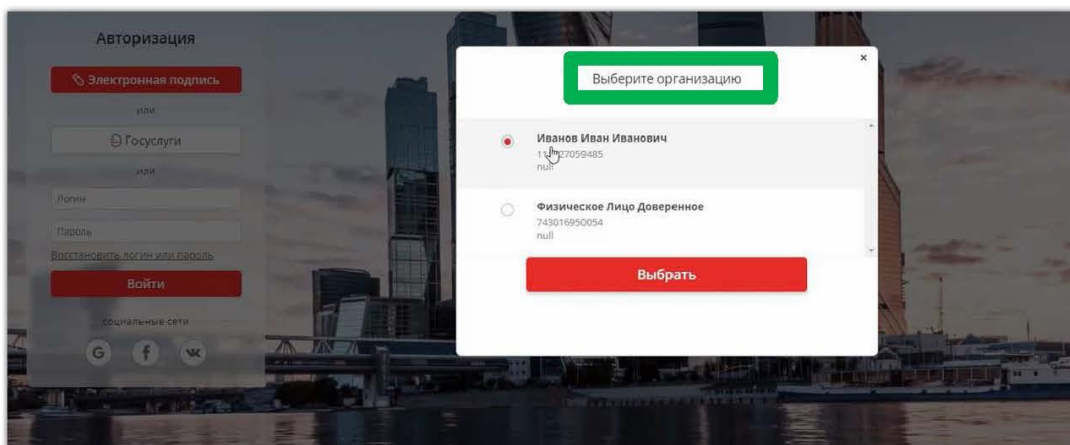 Авторизация
Электронная подпись
или
Госуслуги
или
Логин
Пароль
Восстановить логин или пароль
Войти
социальные сети
G f
Выберите организацию
×
Иванов Иван Иванович
null
Физическое Лицо Доверенное
743016950054
null
Выбрать